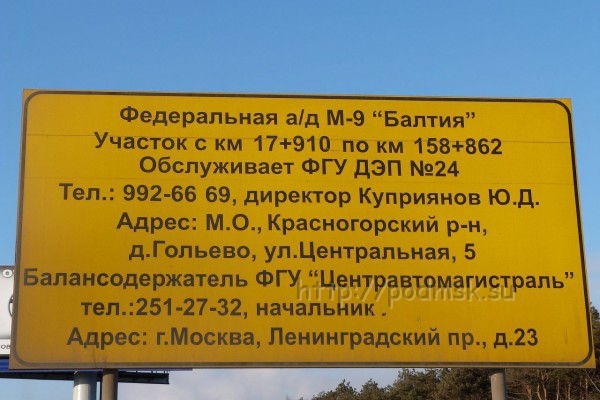 Федеральная а/д М-9 “Балтия”
Участок с км 17+910 по км 158+862
Обслуживает ФГУ ДЭП №24
Тел.: 992-66 69, директор Куприянов Ю.Д.
Адрес: М.О., Красногорский р-н,
д.Гольево, ул.Центральная, 5
Балансодержатель ФГУ “Центравтомагистраль”
http://podmsk.su
тел.:251-27-32, начальник .
Адрес: г.Москва, Ленинградский пр., д.23